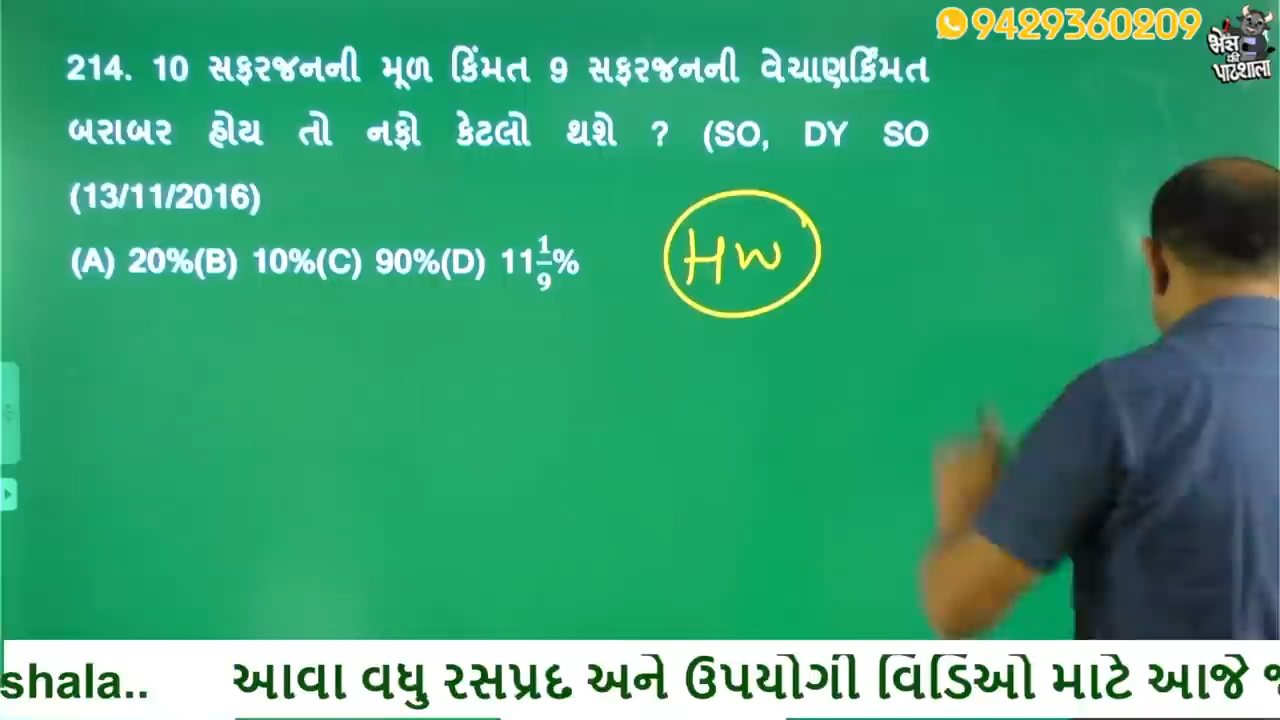 9429360209
ભેંસ
की
પાઠશાલા
214. 10 સફરજનની મૂળ કિંમત 9 સફરજનની વેચાણર્કિંમત
બરાબર હોય તો નફો કેટલો થશે ? (SO, DY SO
(13/11/2016)
(A) 20%(B) 10%(C) 90%(D) 11 1/9%
HW
shala.. આવા વધુ રસપ્રદ અને ઉપયોગી વિડિઓ માટે આજે